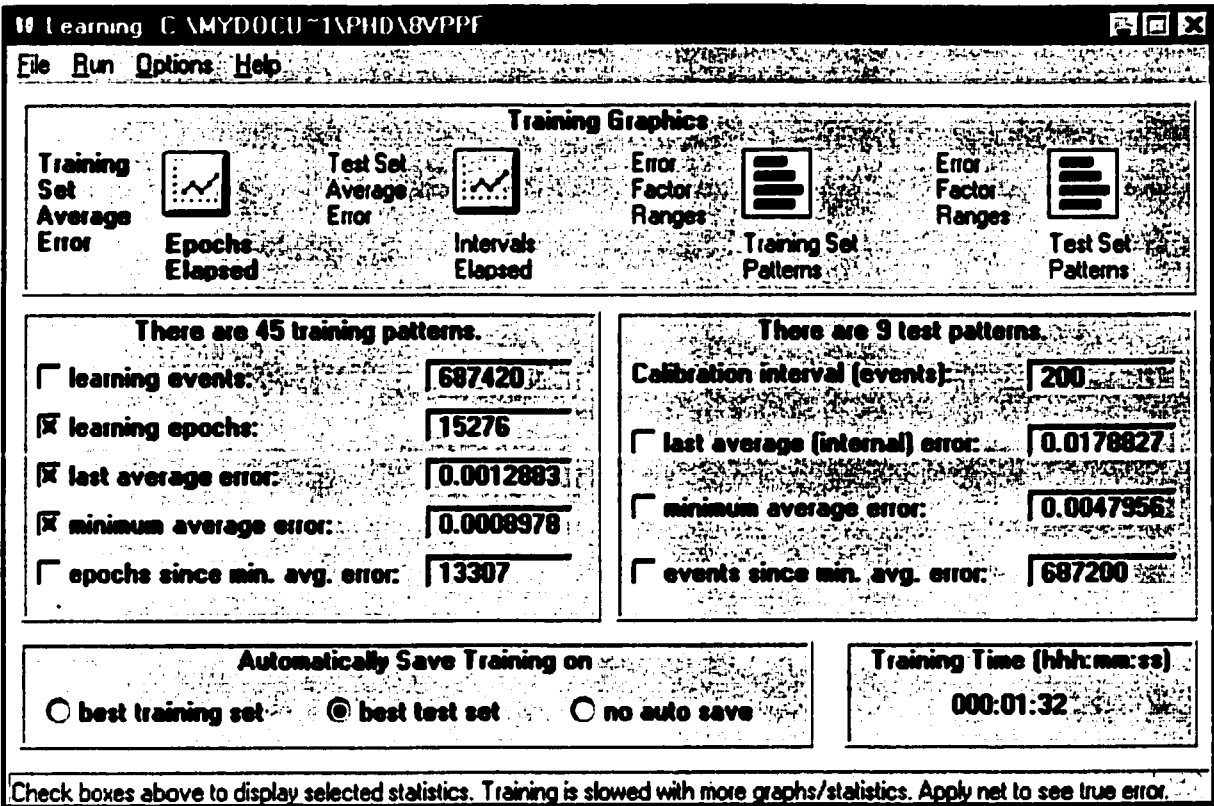 Learning C:\MYDOCU~1\PHD\8VPPF
File Run Options Help
Training Graphics
Training Set Average Error
Epochs Elapsed
Test Set Average Error
Intervals Elapsed
Error Factor Ranges
Training Set Patterns
Error Factor Ranges
Test Set Patterns
There are 45 training patterns.
learning events: 687420
learning epochs: 15276
last average error: 0.0012883
minimum average error: 0.0008978
epochs since min. avg. error: 13307
There are 9 test patterns.
Calibration interval (events): 200
last average (internal) error: 0.0178827
minimum average error: 0.0047956
events since min. avg. error: 687200
Automatically Save Training on
best training set best test set no auto save
Training Time (hhh:mm:ss)
000:01:32
Check boxes above to display selected statistics. Training is slowed with more graphs/statistics. Apply net to see true error.